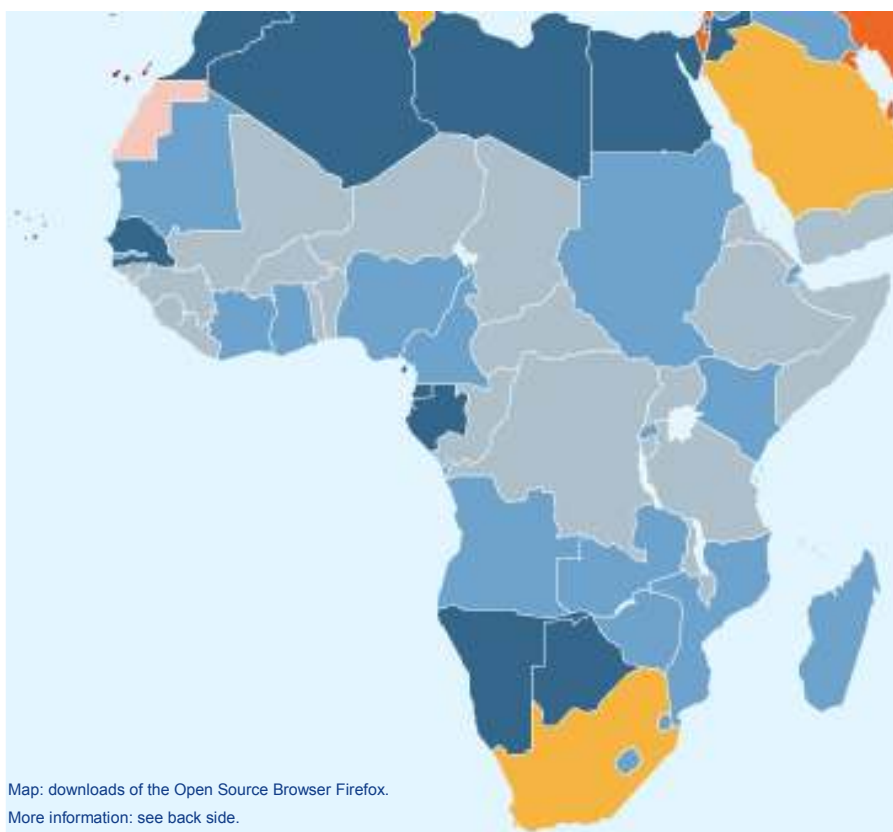 Map: downloads of the Open Source Browser Firefox.
More information: see back side.